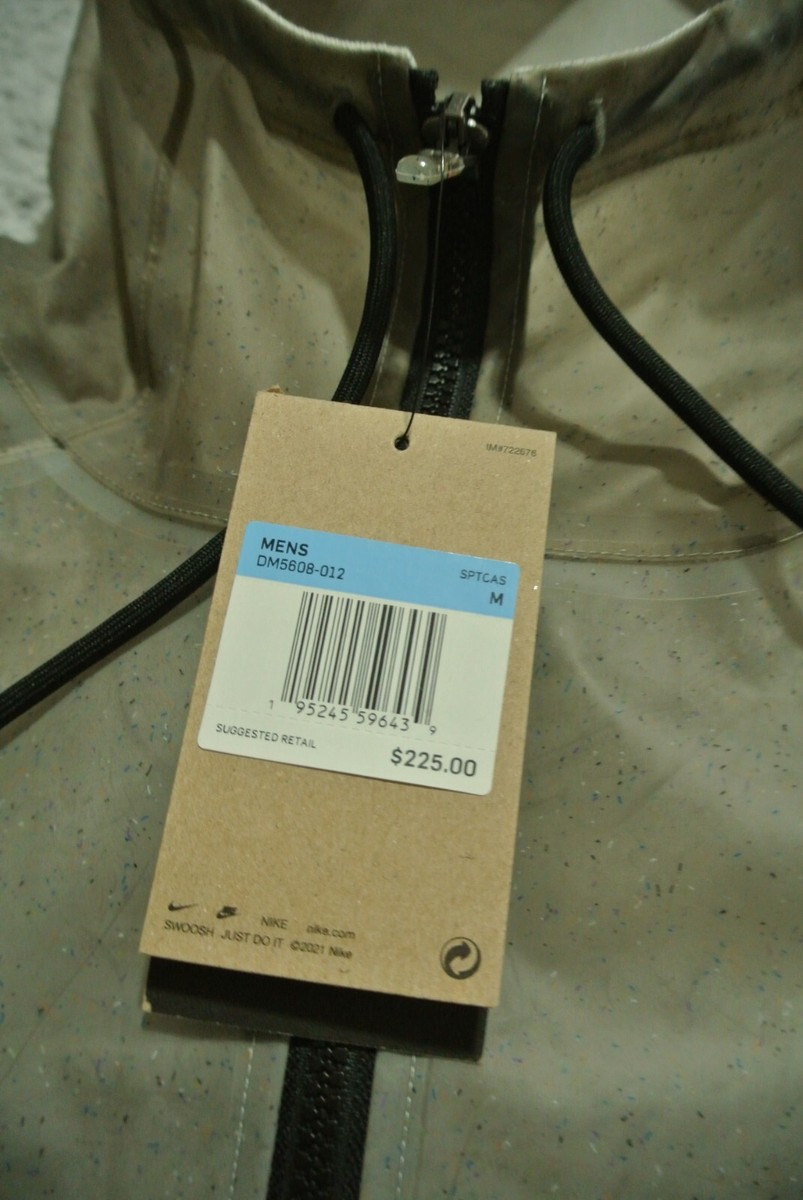 IM#722676
MENS
DM5608-012
SPTCAS
M
1 95245 59643 9
SUGGESTED RETAIL
$225.00
NIKE nike.com
SWOOSH JUST DO IT ©2021 Nike